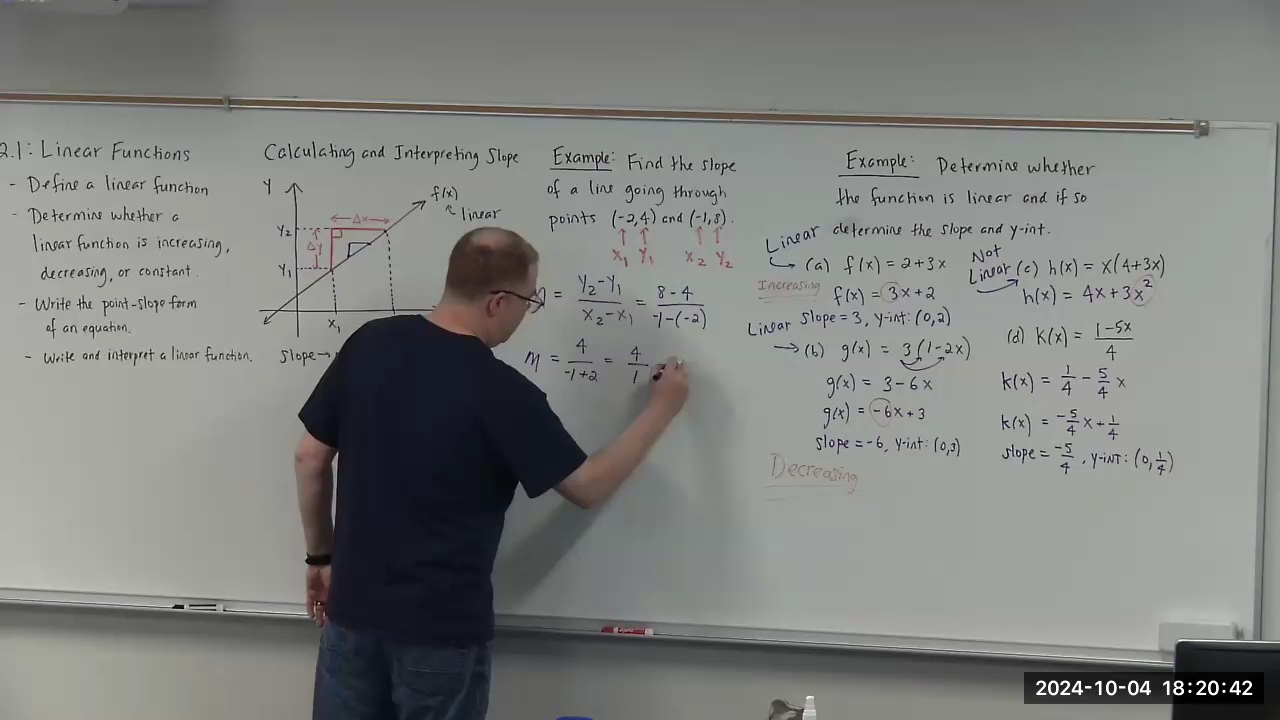 2.1: Linear Functions
- Define a linear function
- Determine whether a
linear function is increasing,
decreasing, or constant.
- Write the point-slope form
of an equation.
- Write and interpret a linear function.
Calculating and Interpreting Slope
Y
f(x)
linear
Δx
Y₂
Δy
Y₁
X₁
Slope→
Example: Find the slope
of a line going through
points (-2,4) and (-1,8).
X₁ Y₁ X₂ Y₂
= Y₂-Y₁ / X₂-X₁ = 8-4 / -1-(-2)
m = 4 / -1+2 = 4/1
Example: Determine whether
the function is linear and if so
determine the slope and y-int.
Linear
(a) f(x) = 2+3x
Increasing
f(x) = 3x+2
slope = 3, y-int: (0,2)
Linear
(b) g(x) = 3(1-2x)
g(x) = 3-6x
g(x) = -6x+3
slope = -6, y-int: (0,3)
Decreasing
Not
Linear (c) h(x) = x(4+3x)
h(x) = 4x+3x²
(d) k(x) = 1-5x / 4
k(x) = 1/4 - 5/4 x
k(x) = -5/4 x + 1/4
slope = -5/4, y-int: (0, 1/4)
2024-10-04 18:20:42